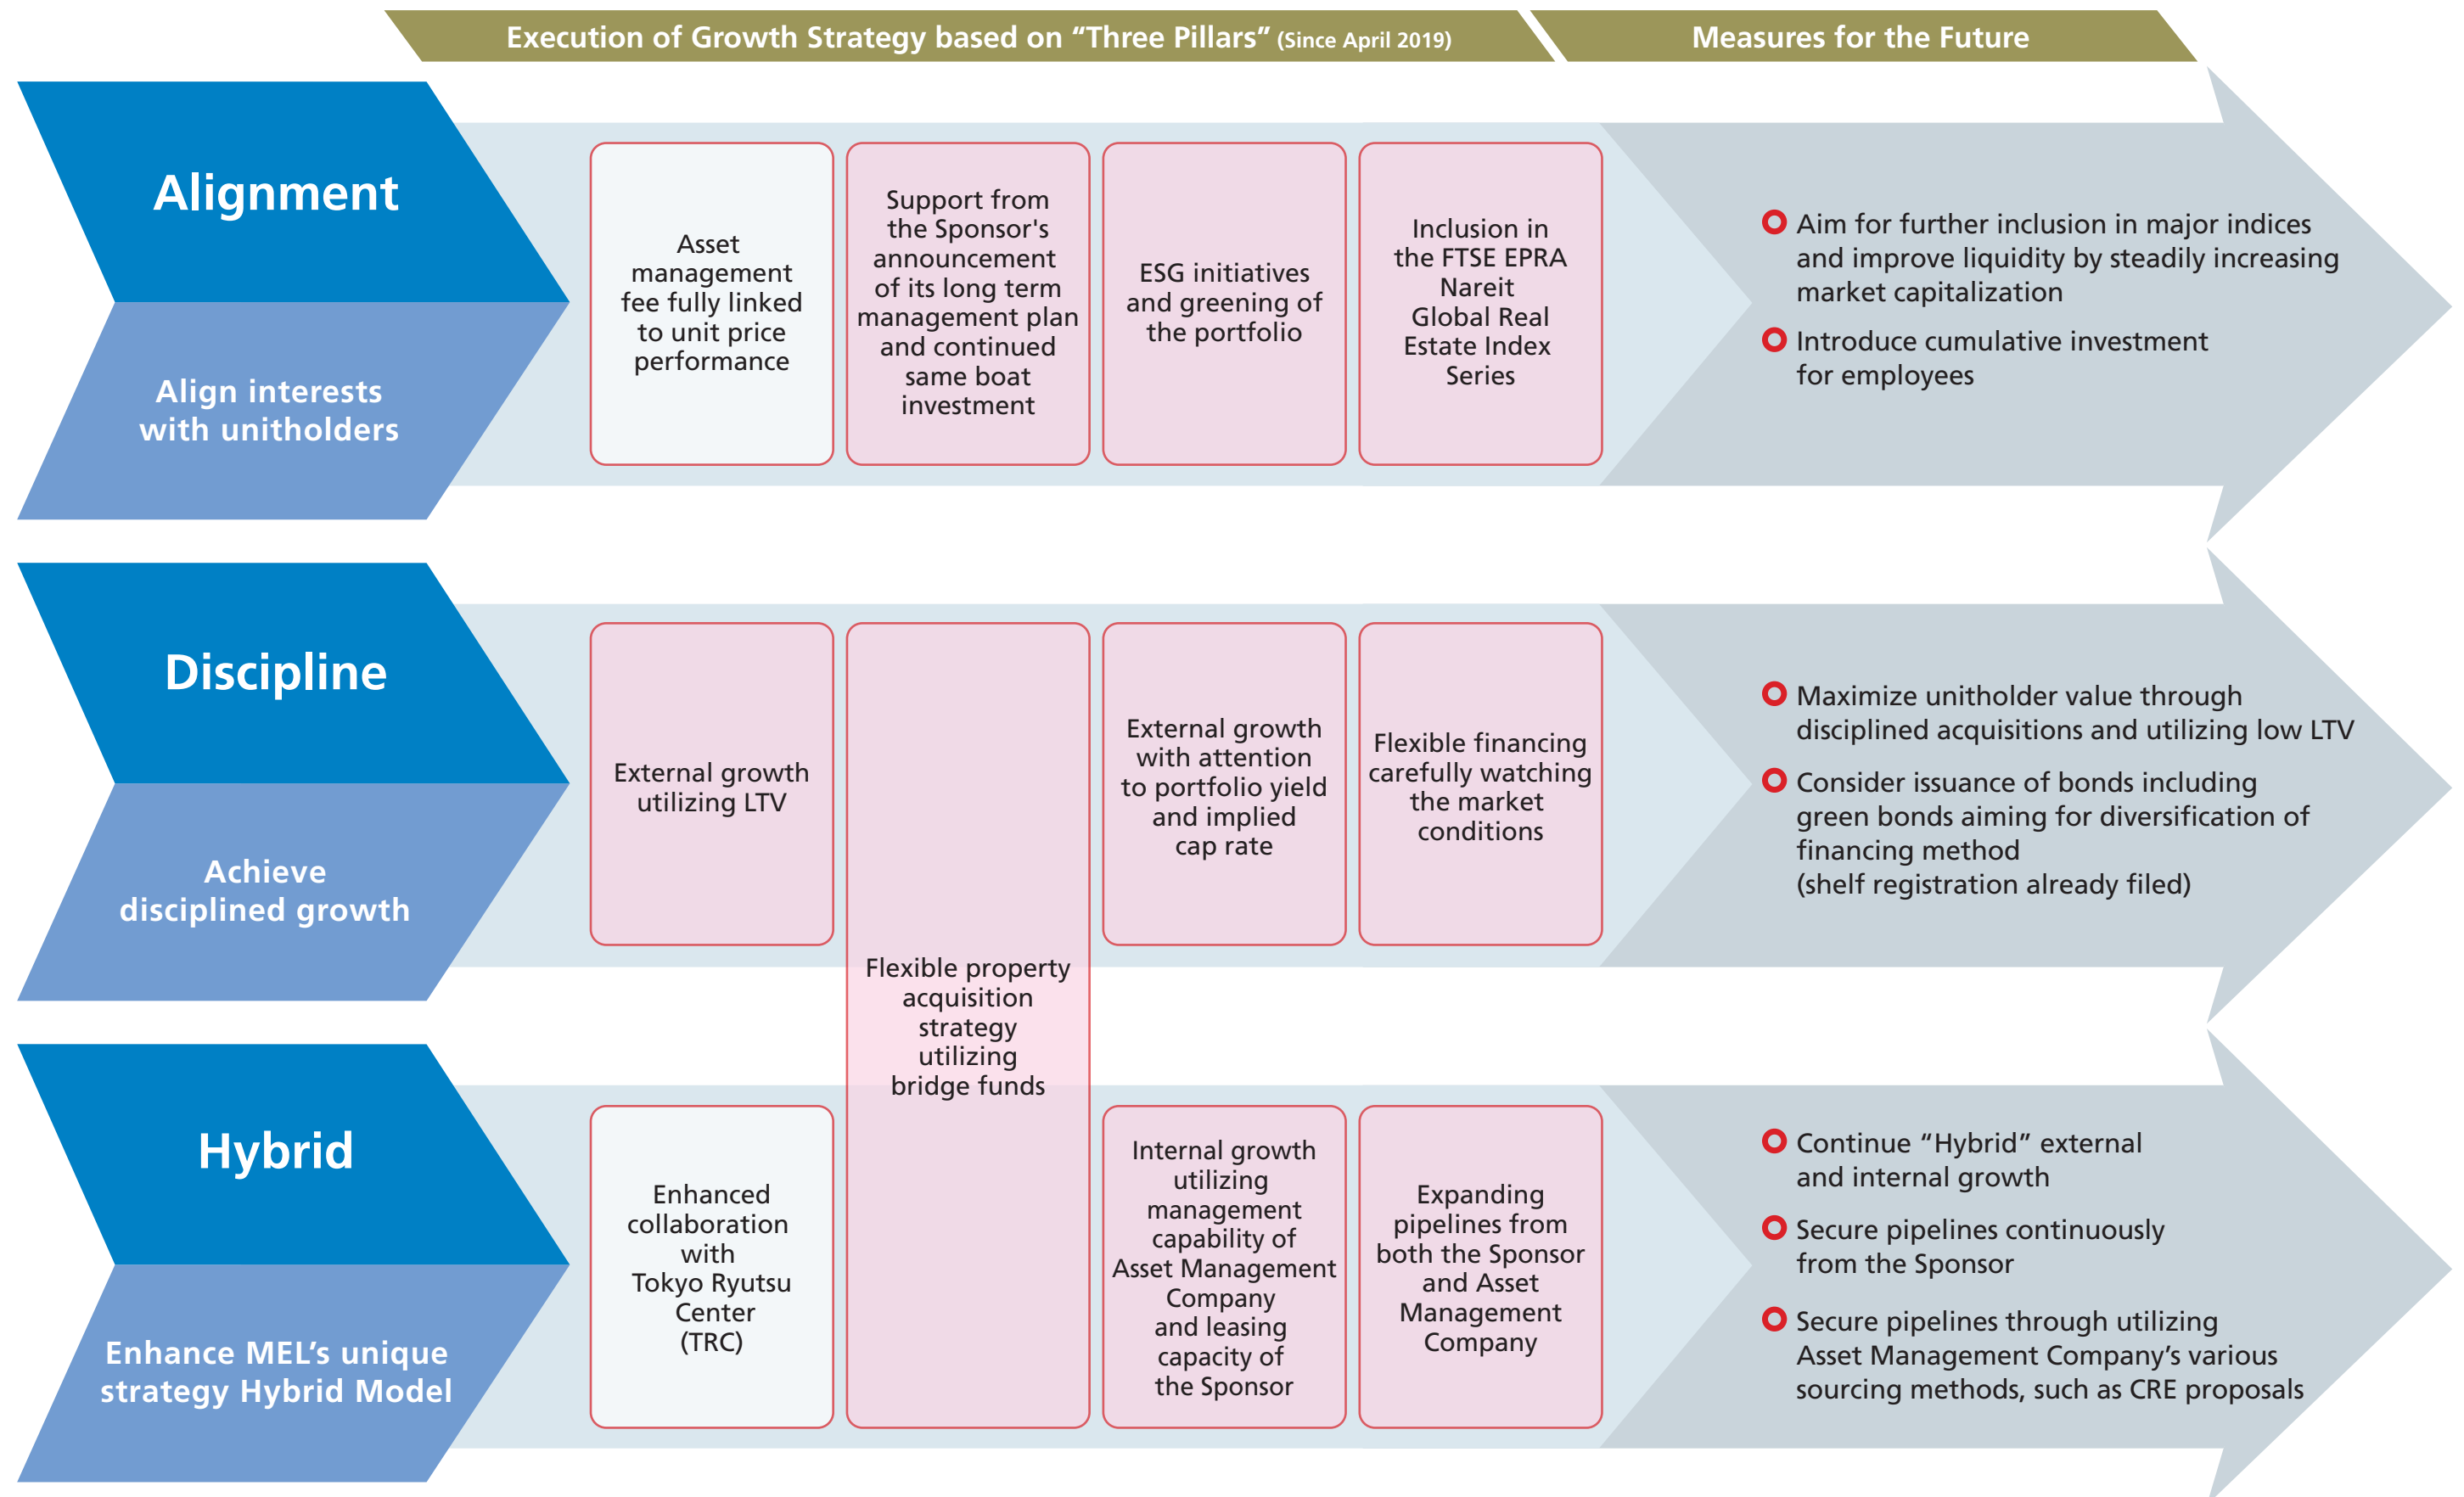 Execution of Growth Strategy based on “Three Pillars” (Since April 2019)
Measures for the Future
Alignment
Align interests
with unitholders
Asset
management
fee fully linked
to unit price
performance
Support from
the Sponsor's
announcement
of its long term
management plan
and continued
same boat
investment
ESG initiatives
and greening of
the portfolio
Inclusion in
the FTSE EPRA
Nareit
Global Real
Estate Index
Series
Aim for further inclusion in major indices
and improve liquidity by steadily increasing
market capitalization
Introduce cumulative investment
for employees
Discipline
Achieve
disciplined growth
External growth
utilizing LTV
Flexible property
acquisition
strategy
utilizing
bridge funds
External growth
with attention
to portfolio yield
and implied
cap rate
Flexible financing
carefully watching
the market
conditions
Maximize unitholder value through
disciplined acquisitions and utilizing low LTV
Consider issuance of bonds including
green bonds aiming for diversification of
financing method
(shelf registration already filed)
Hybrid
Enhance MEL’s unique
strategy Hybrid Model
Enhanced
collaboration
with
Tokyo Ryutsu
Center
(TRC)
Internal growth
utilizing
management
capability of
Asset Management
Company
and leasing
capacity of
the Sponsor
Expanding
pipelines from
both the Sponsor
and Asset
Management
Company
Continue “Hybrid” external
and internal growth
Secure pipelines continuously
from the Sponsor
Secure pipelines through utilizing
Asset Management Company’s various
sourcing methods, such as CRE proposals